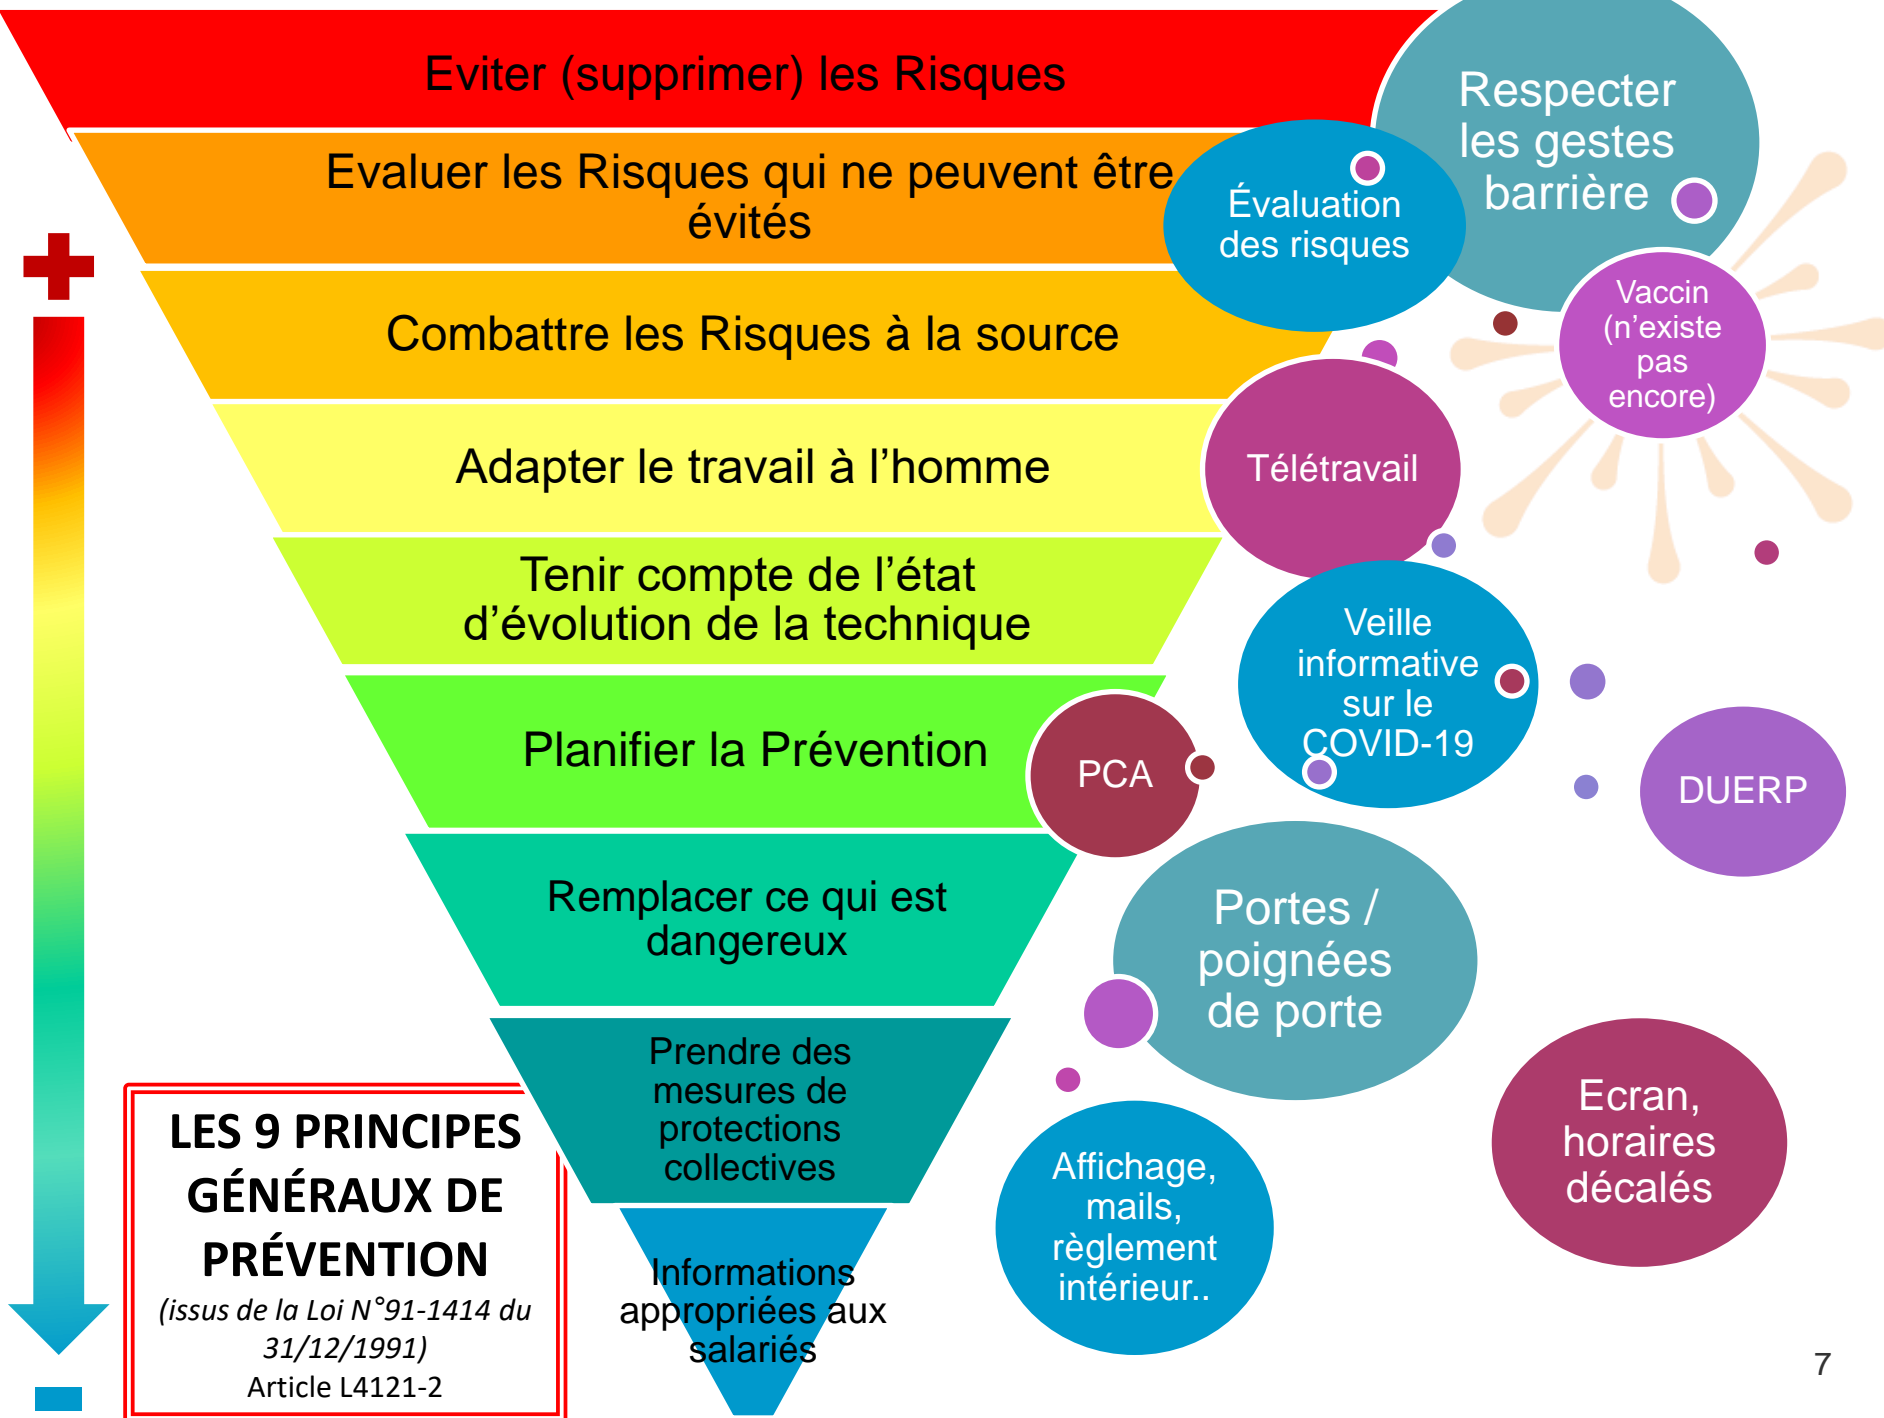 Eviter (supprimer) les Risques
Evaluer les Risques qui ne peuvent être
évités
Combattre les Risques à la source
Adapter le travail à l’homme
Tenir compte de l’état
d’évolution de la technique
Planifier la Prévention
Remplacer ce qui est
dangereux
Prendre des
mesures de
protections
collectives
Informations
appropriées aux
salariés
Respecter
les gestes
barrière
Évaluation
des risques
Vaccin
(n’existe
pas
encore)
Télétravail
Veille
informative
sur le
COVID-19
PCA
DUERP
Portes /
poignées
de porte
Ecran,
horaires
décalés
Affichage,
mails,
règlement
intérieur..
LES 9 PRINCIPES
GÉNÉRAUX DE
PRÉVENTION
(issus de la Loi N°91-1414 du
31/12/1991)
Article L4121-2
7